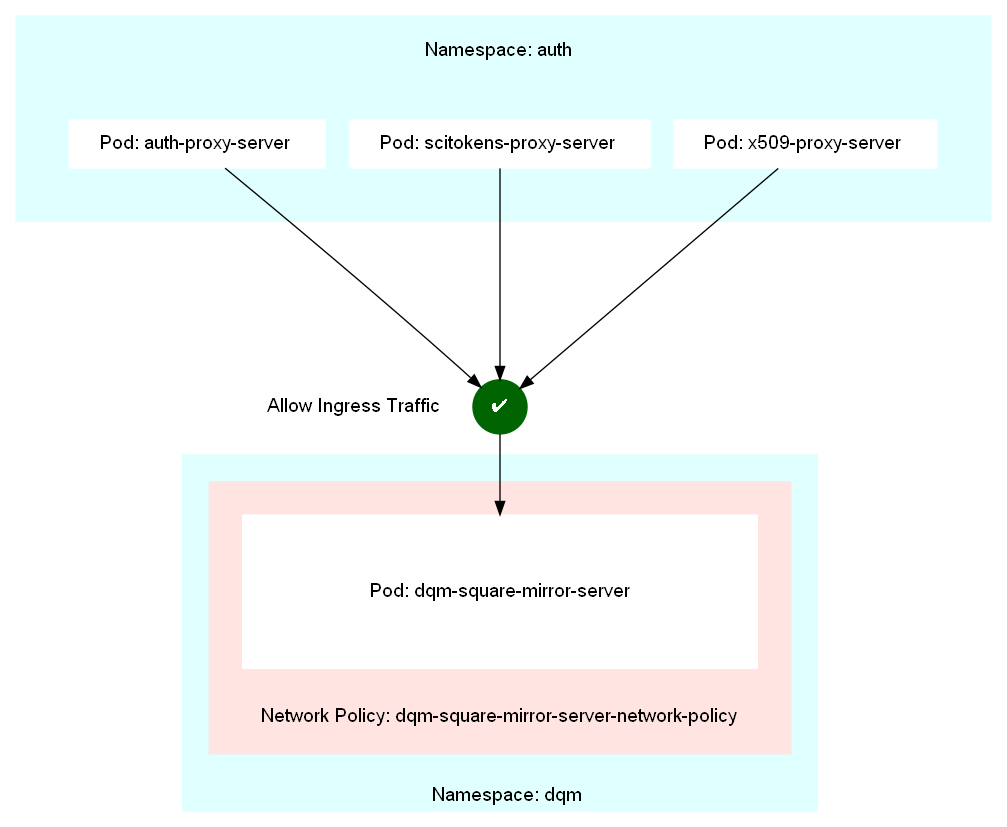 Namespace: auth
Pod: auth-proxy-server
Pod: scitokens-proxy-server
Pod: x509-proxy-server
Allow Ingress Traffic
✔
Pod: dqm-square-mirror-server
Network Policy: dqm-square-mirror-server-network-policy
Namespace: dqm